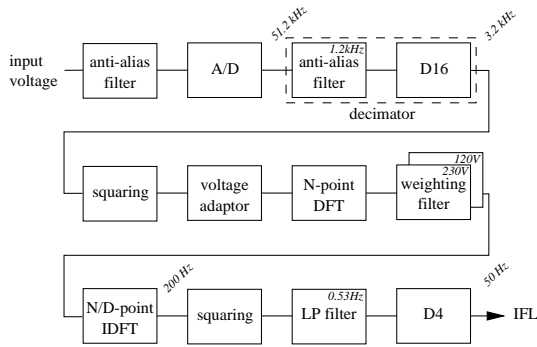 51.2 kHz
3.2 kHz
input
voltage
anti-alias
filter
A/D
1.2kHz
anti-alias
filter
D16
decimator
squaring
voltage
adaptor
N-point
DFT
120V
230V
weighting
filter
200 Hz
50 Hz
N/D-point
IDFT
squaring
0.53Hz
LP filter
D4
IFL